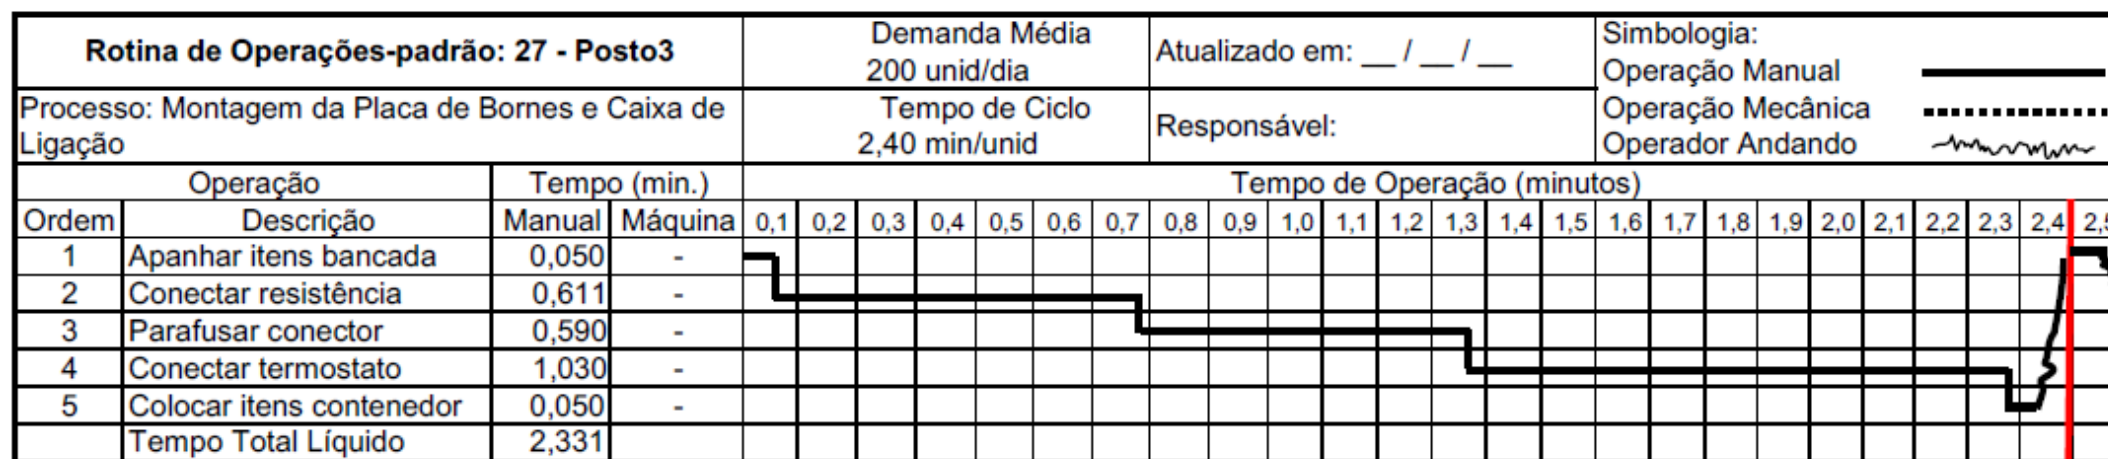 Rotina de Operações-padrão: 27 - Posto3
Demanda Média
200 unid/dia
Atualizado em: __ / __ / __
Simbologia:
Operação Manual
Processo: Montagem da Placa de Bornes e Caixa de
Ligação
Tempo de Ciclo
2,40 min/unid
Responsável:
Operação Mecânica
Operador Andando
Operação Tempo (min.) Tempo de Operação (minutos)
Ordem Descrição Manual Máquina 0,1 0,2 0,3 0,4 0,5 0,6 0,7 0,8 0,9 1,0 1,1 1,2 1,3 1,4 1,5 1,6 1,7 1,8 1,9 2,0 2,1 2,2 2,3 2,4 2,5
1 Apanhar itens bancada 0,050 -
2 Conectar resistência 0,611 -
3 Parafusar conector 0,590 -
4 Conectar termostato 1,030 -
5 Colocar itens contenedor 0,050 -
Tempo Total Líquido 2,331